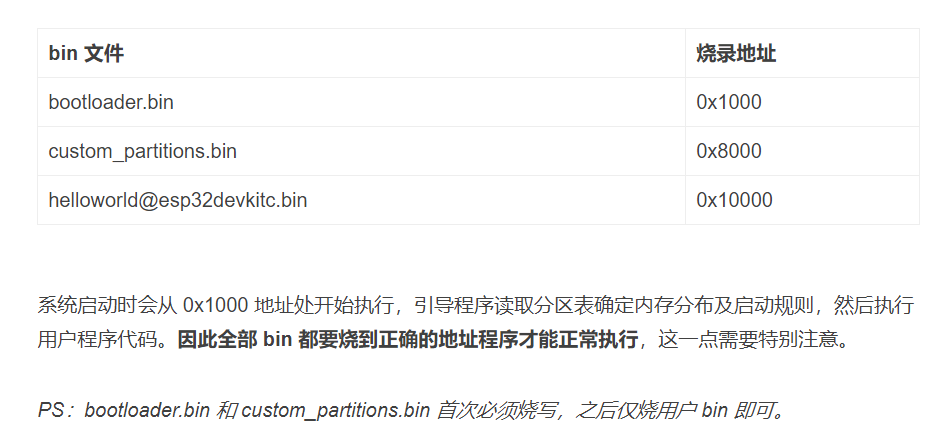 bin 文件 烧录地址
bootloader.bin 0x1000
custom_partitions.bin 0x8000
helloworld@esp32devkitc.bin 0x10000
系统启动时会从 0x1000 地址处开始执行，引导程序读取分区表确定内存分布及启动规则，然后执行
用户程序代码。因此全部 bin 都要烧到正确的地址程序才能正常执行，这一点需要特别注意。
PS：bootloader.bin 和 custom_partitions.bin 首次必须烧写，之后仅烧用户 bin 即可。